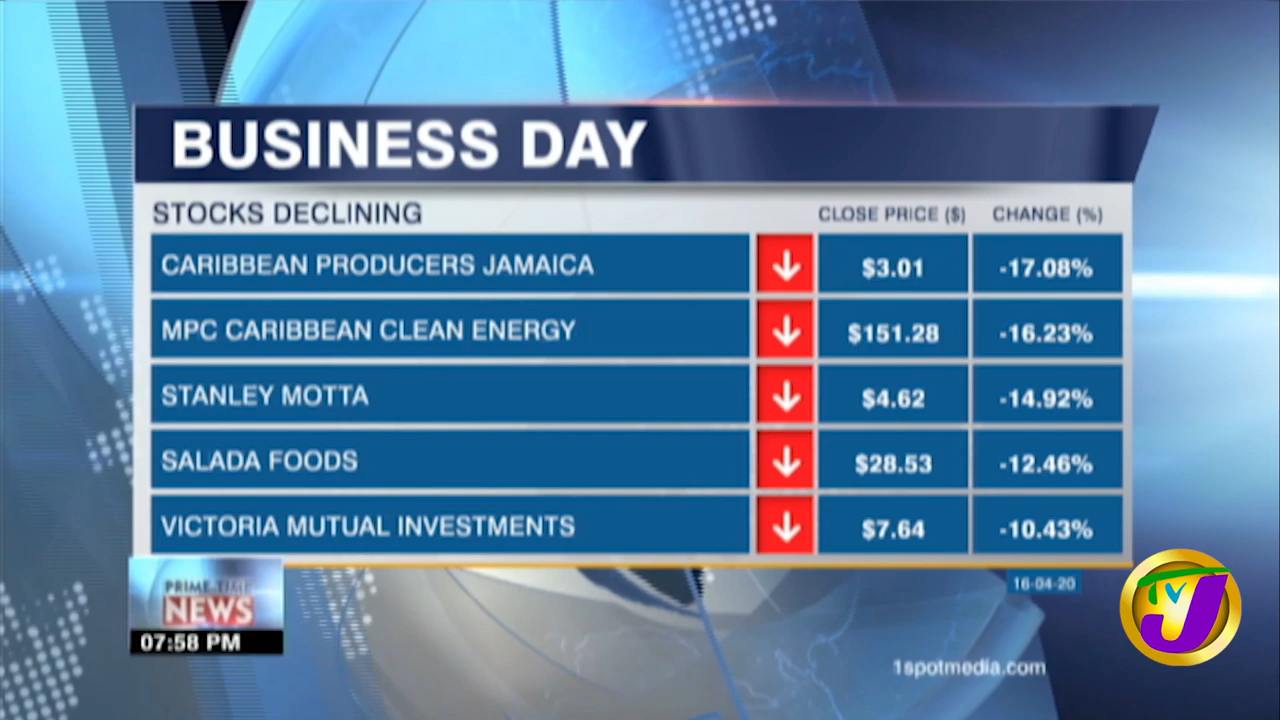 BUSINESS DAY
STOCKS DECLINING CLOSE PRICE ($) CHANGE (%)
CARIBBEAN PRODUCERS JAMAICA $3.01 -17.08%
MPC CARIBBEAN CLEAN ENERGY $151.28 -16.23%
STANLEY MOTTA $4.62 -14.92%
SALADA FOODS $28.53 -12.46%
VICTORIA MUTUAL INVESTMENTS $7.64 -10.43%
PRIME TIME
NEWS
07:58 PM
16-04-20
TVJ
1spotmedia.com